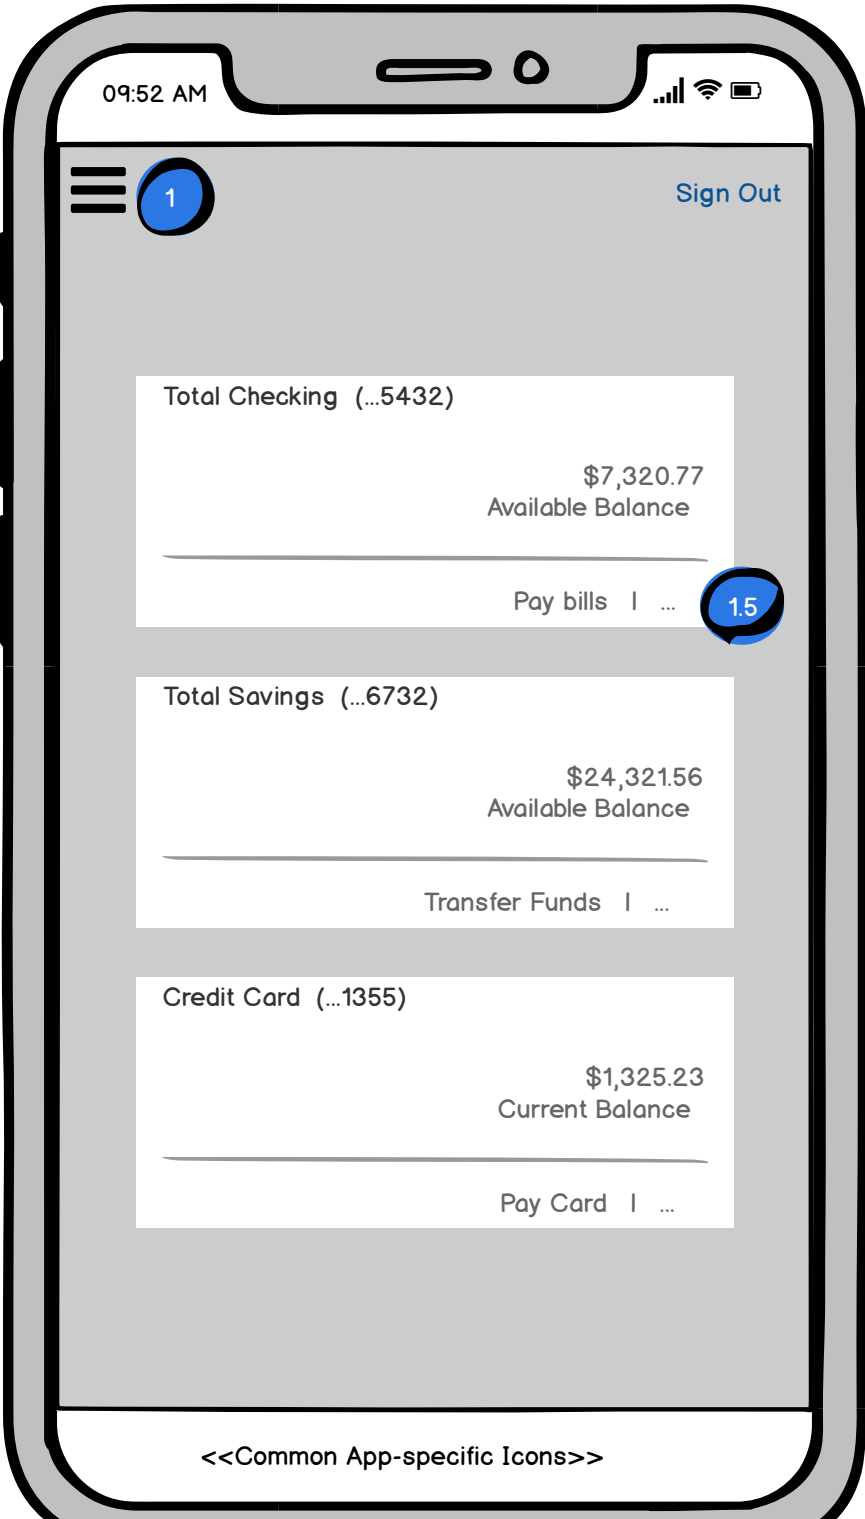 09:52 AM
1
Sign Out
Total Checking (...5432)
$7,320.77
Available Balance
Pay bills | ...
1.5
Total Savings (...6732)
$24,321.56
Available Balance
Transfer Funds | ...
Credit Card (...1355)
$1,325.23
Current Balance
Pay Card | ...
<<Common App-specific Icons>>